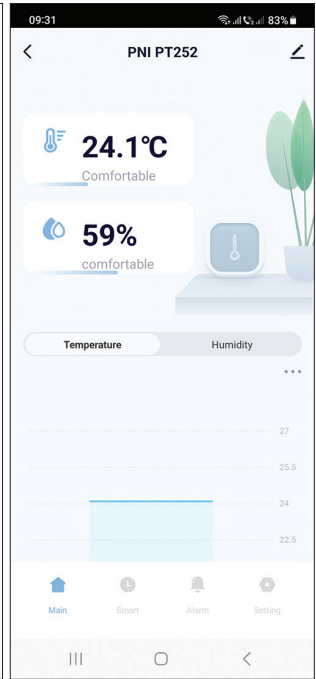 09:31 83%
PNI PT252
24.1°C
Comfortable
59%
comfortable
Temperature Humidity
27
25.5
24
22.5
Main Smart Alarm Setting